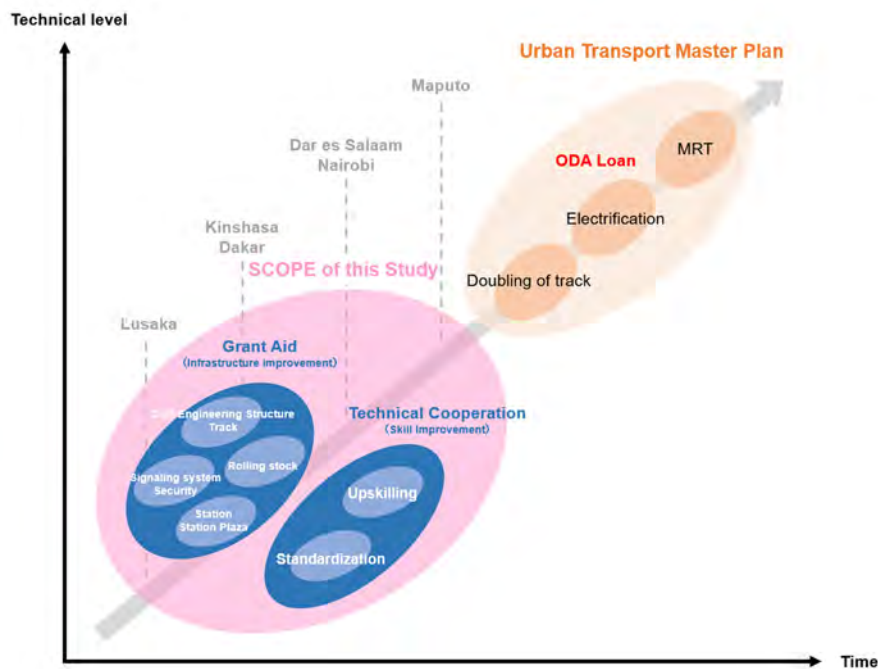 Technical level
Urban Transport Master Plan
Maputo
Dar es Salaam
Nairobi
MRT
ODA Loan
Electrification
Kinshasa
Dakar
SCOPE of this Study
Doubling of track
Lusaka
Grant Aid
(Infrastructure improvement)
Engineering Structure
Track
Rolling stock
Signaling system
Security
Station
Station Plaza
Technical Cooperation
(Skill Improvement)
Upskilling
Standardization
Time